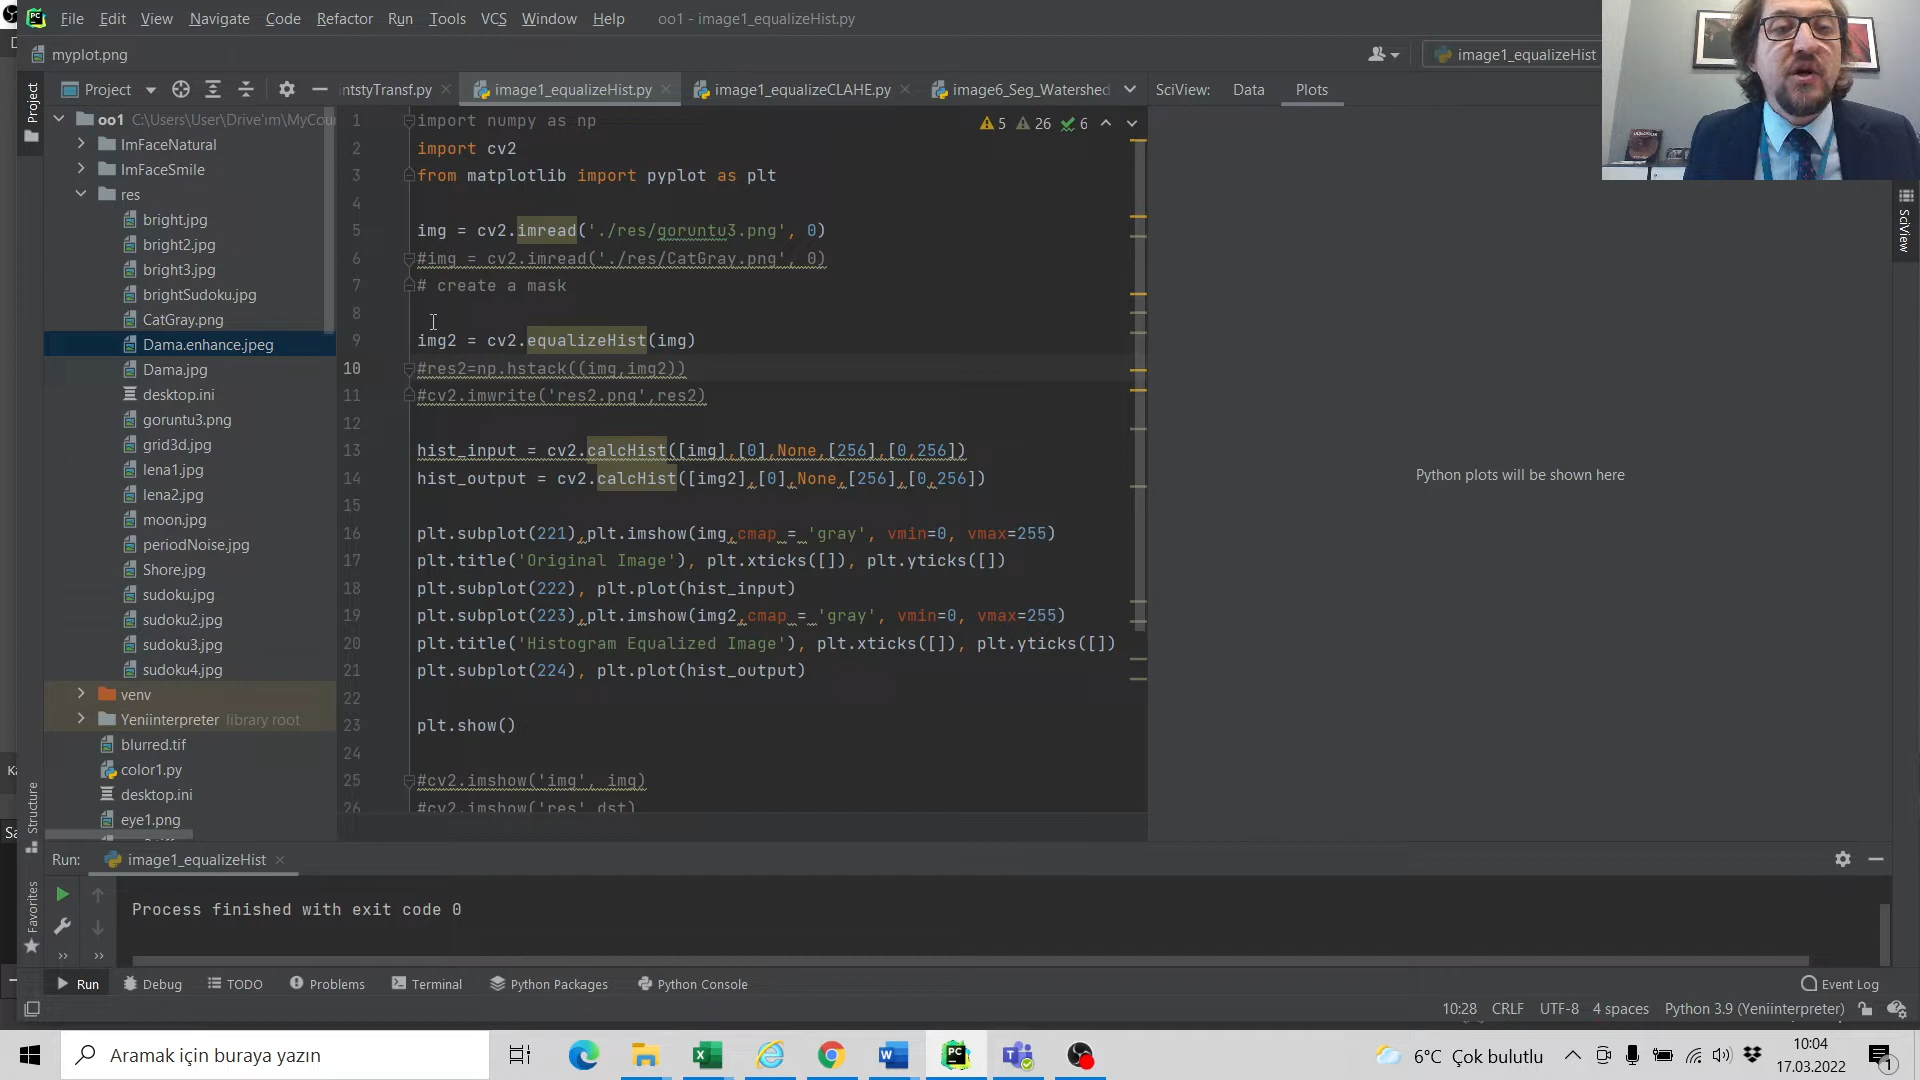 File Edit View Navigate Code Refactor Run Tools VCS Window Help oo1 - image1_equalizeHist.py
myplot.png image1_equalizeHist
Project intstyTransf.py image1_equalizeHist.py image1_equalizeCLAHE.py image6_Seg_Watershed SciView: Data Plots
Project
oo1 C:\Users\User\Drive'ım\MyCou
ImFaceNatural
ImFaceSmile
res
bright.jpg
bright2.jpg
bright3.jpg
brightSudoku.jpg
CatGray.png
Dama.enhance.jpeg
Dama.jpg
desktop.ini
goruntu3.png
grid3d.jpg
lena1.jpg
lena2.jpg
moon.jpg
periodNoise.jpg
Shore.jpg
sudoku.jpg
sudoku2.jpg
sudoku3.jpg
sudoku4.jpg
venv
Yeniinterpreter library root
blurred.tif
color1.py
desktop.ini
eye1.png
Structure
Favorites
5 26 6
1 import numpy as np
2 import cv2
3 from matplotlib import pyplot as plt
4
5 img = cv2.imread('./res/goruntu3.png', 0)
6 #img = cv2.imread('./res/CatGray.png', 0)
7 # create a mask
8
9 img2 = cv2.equalizeHist(img)
10 #res2=np.hstack((img,img2))
11 #cv2.imwrite('res2.png',res2)
12
13 hist_input = cv2.calcHist([img],[0],None,[256],[0,256])
14 hist_output = cv2.calcHist([img2],[0],None,[256],[0,256])
15
16 plt.subplot(221),plt.imshow(img,cmap = 'gray', vmin=0, vmax=255)
17 plt.title('Original Image'), plt.xticks([]), plt.yticks([])
18 plt.subplot(222), plt.plot(hist_input)
19 plt.subplot(223),plt.imshow(img2,cmap = 'gray', vmin=0, vmax=255)
20 plt.title('Histogram Equalized Image'), plt.xticks([]), plt.yticks([])
21 plt.subplot(224), plt.plot(hist_output)
22
23 plt.show()
24
25 #cv2.imshow('img', img)
26 #cv2.imshow('res' dst)
Python plots will be shown here
SciView
Run: image1_equalizeHist
Process finished with exit code 0
Run Debug TODO Problems Terminal Python Packages Python Console Event Log
10:28 CRLF UTF-8 4 spaces Python 3.9 (Yeniinterpreter)
Aramak için buraya yazın
6°C Çok bulutlu
10:04
17.03.2022
1